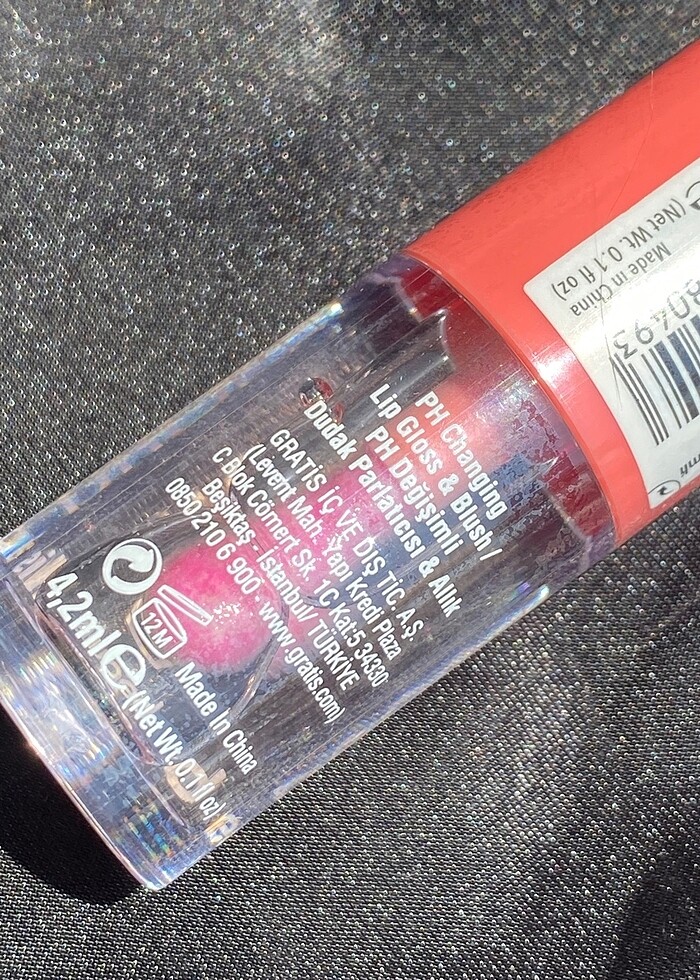 PH Changing
Lip Gloss & Blush/
PH Değişimli
Dudak Parlatıcısı & Allık
GRATİS İÇ VE DIŞ TİC. A.Ş.
(Levent Mah. Yapı Kredi Plaza
C Blok Cömert Sk. 1C Kat:5 34330
Beşiktaş - İstanbul/ TÜRKİYE
0850 210 6 900 - www.gratis.com)
12M
Made In China
4,2ml e (Net Wt. 0.1 fl oz)
(Net Wt. 0.1 fl oz)
Made in China
80493